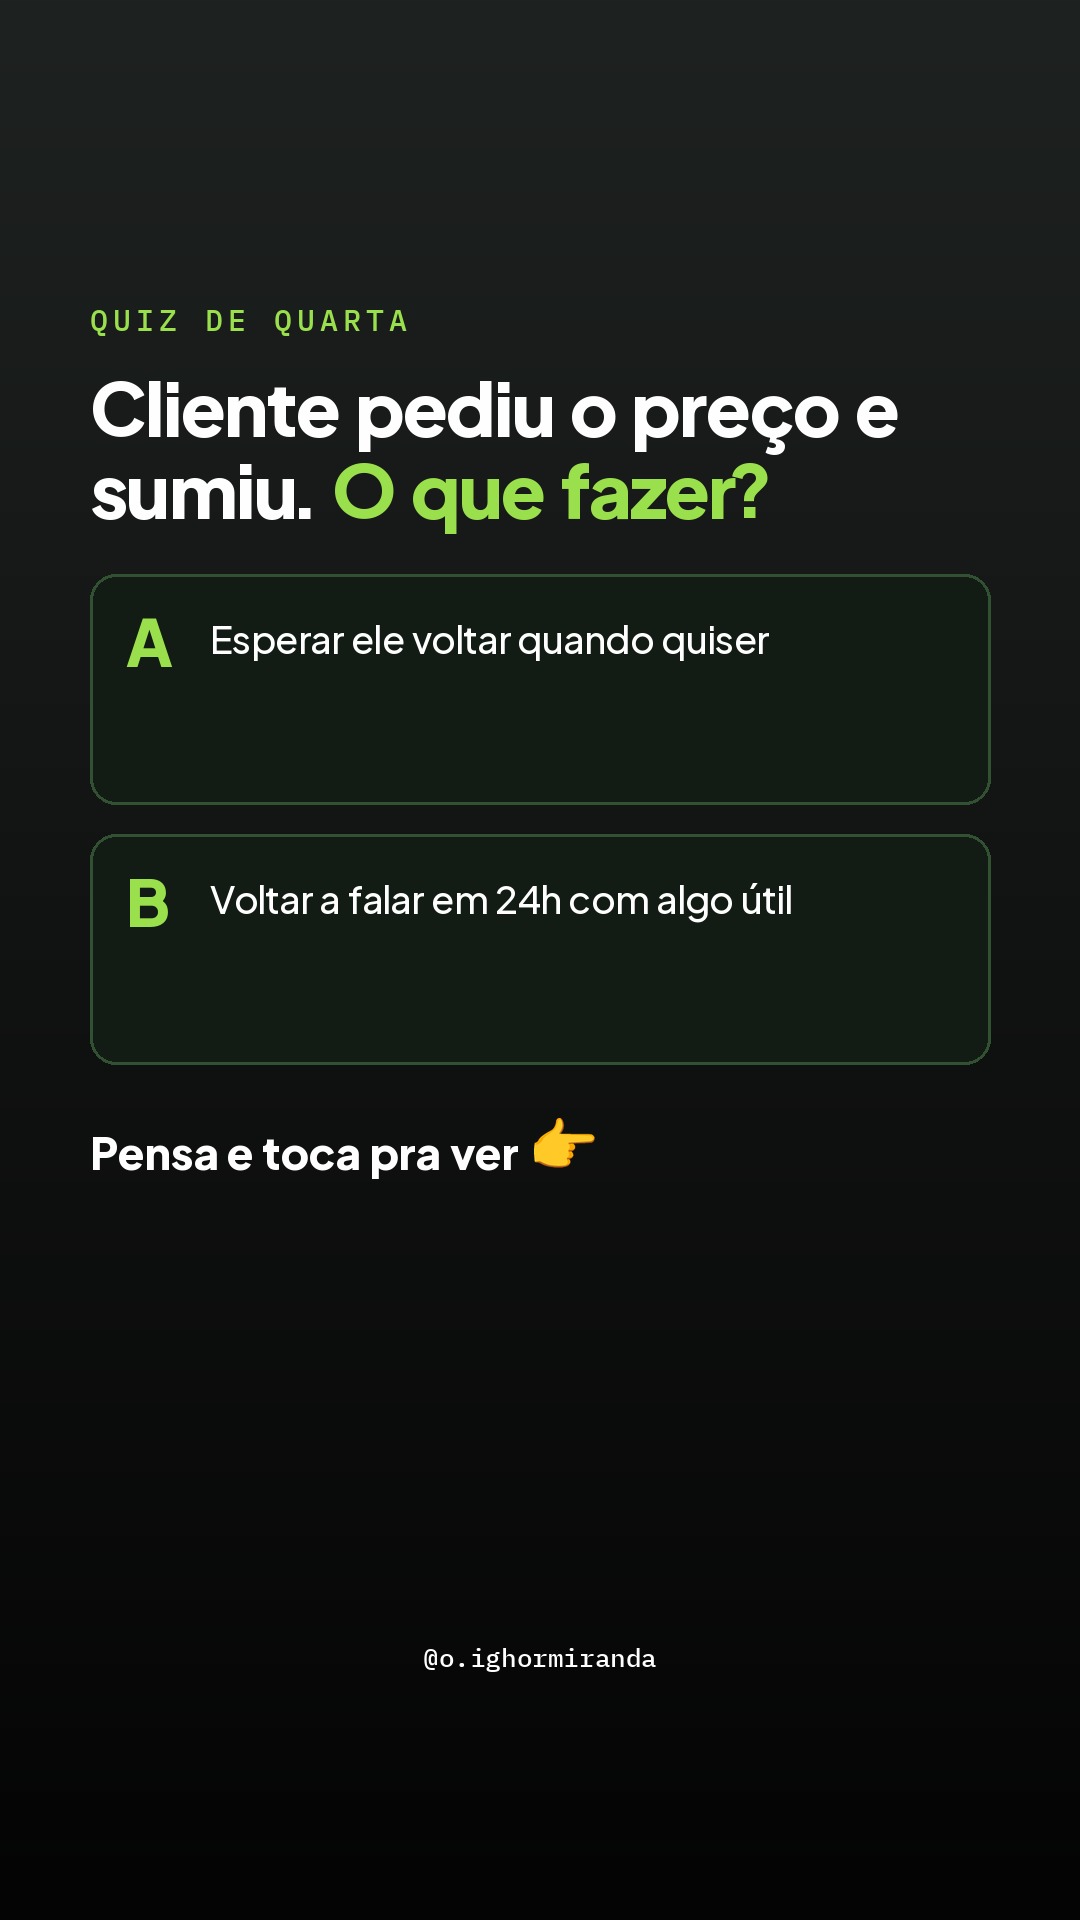 QUIZ DE QUARTA
Cliente pediu o preço e
sumiu. O que fazer?
A Esperar ele voltar quando quiser
B Voltar a falar em 24h com algo útil
Pensa e toca pra ver 👉
@o.ighormiranda